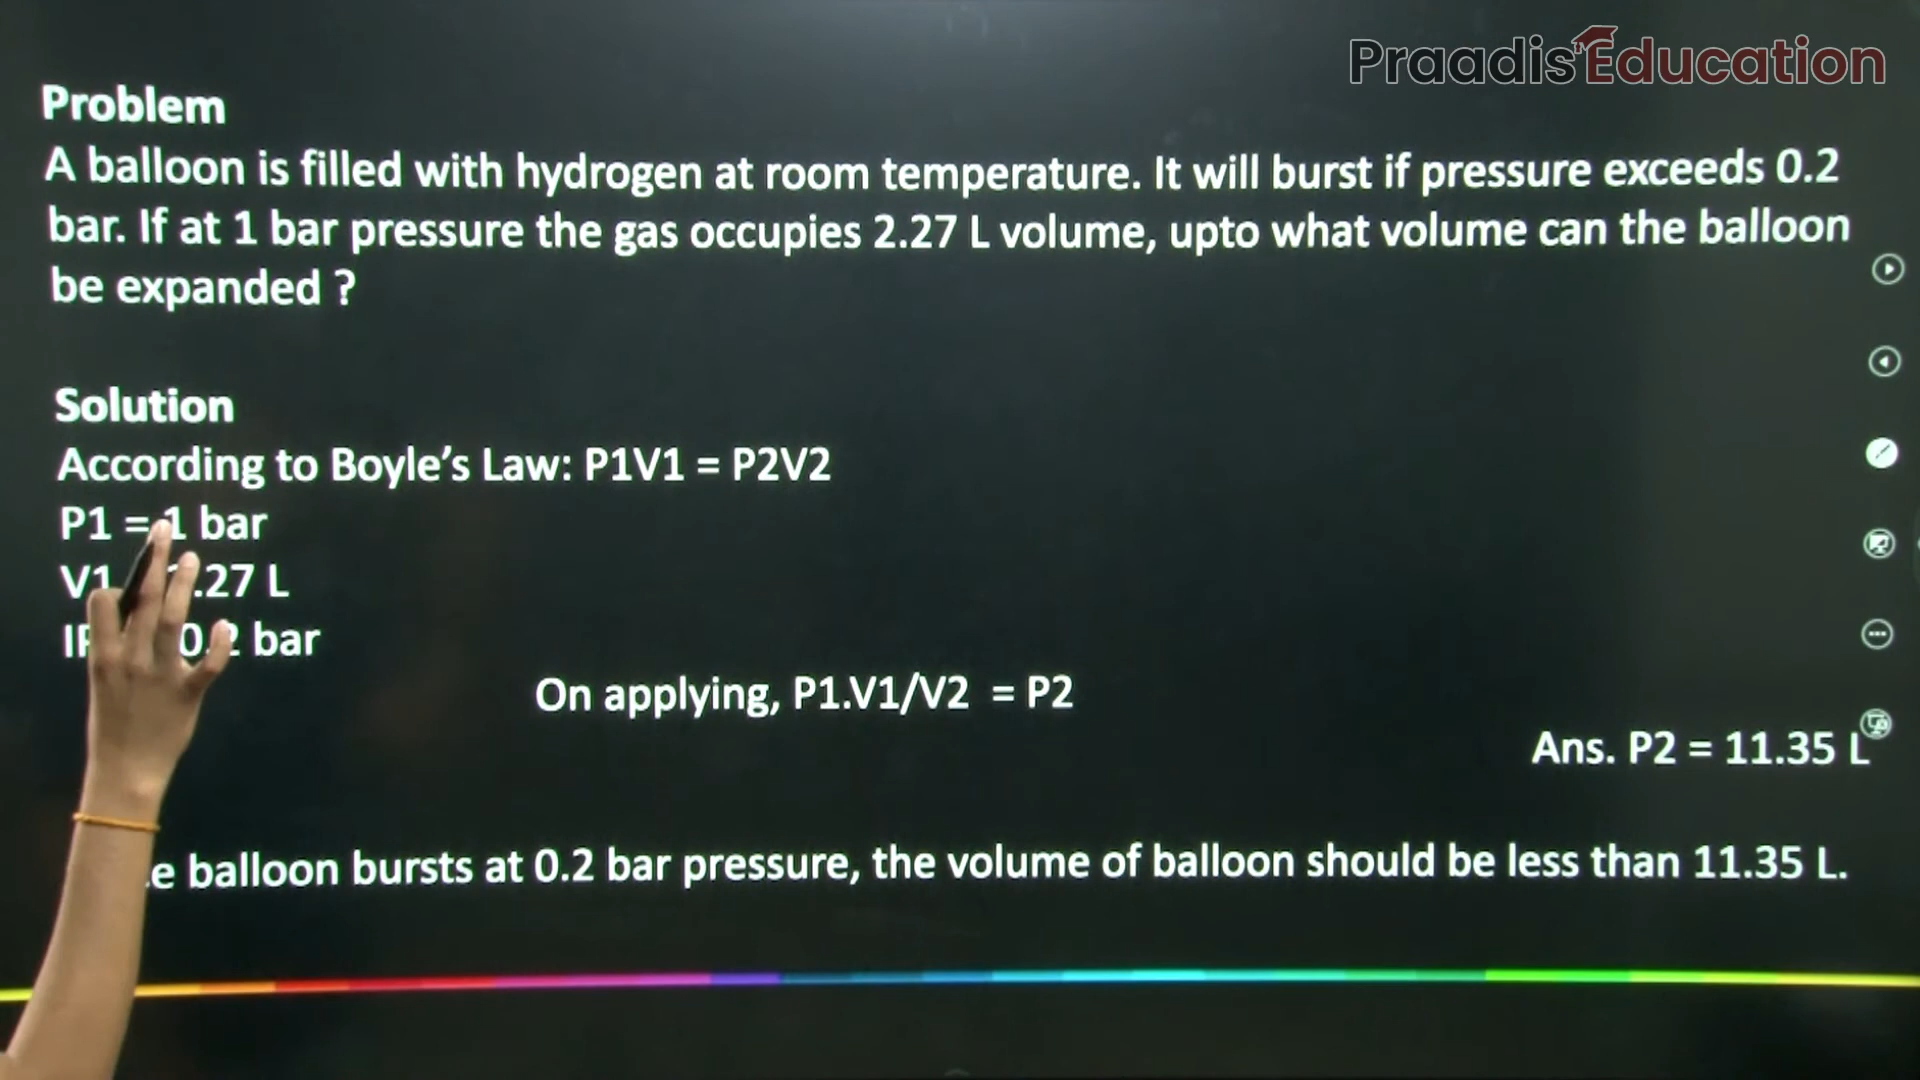 Praadis Education
Problem
A balloon is filled with hydrogen at room temperature. It will burst if pressure exceeds 0.2
bar. If at 1 bar pressure the gas occupies 2.27 L volume, upto what volume can the balloon
be expanded ?
Solution
According to Boyle's Law: P1V1 = P2V2
P1 = 1 bar
V1 .27 L
0.2 bar
On applying, P1.V1/V2 = P2
Ans. P2 = 11.35 L
balloon bursts at 0.2 bar pressure, the volume of balloon should be less than 11.35 L.